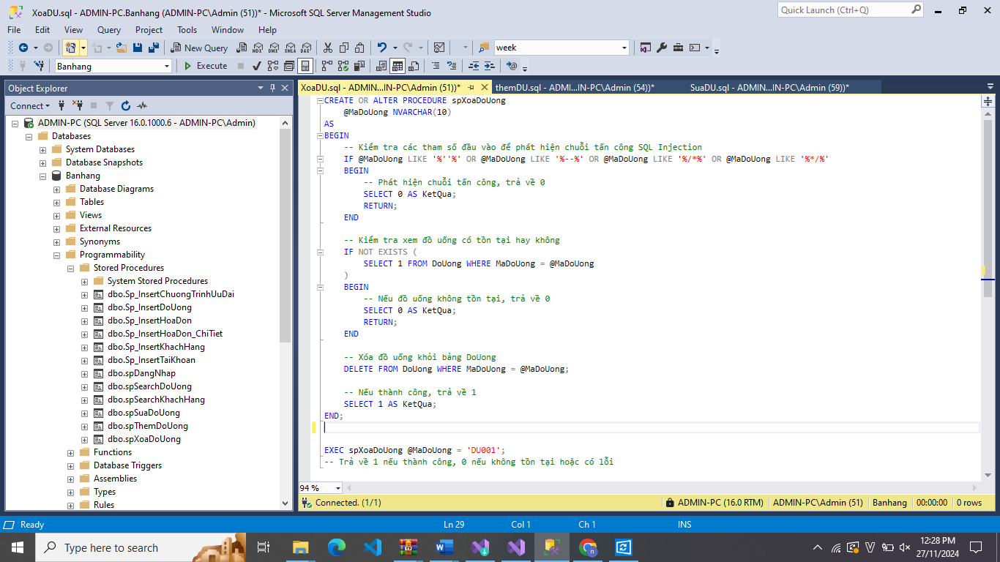 XoaDU.sql - ADMIN-PC.Banhang (ADMIN-PC\Admin (51))* - Microsoft SQL Server Management Studio
Quick Launch (Ctrl+Q)
File Edit View Query Project Tools Window Help
New Query
MDX DMX XMLA DAX
week
Banhang
Execute
Object Explorer
Connect
ADMIN-PC (SQL Server 16.0.1000.6 - ADMIN-PC\Admin)
Databases
System Databases
Database Snapshots
Banhang
Database Diagrams
Tables
Views
External Resources
Synonyms
Programmability
Stored Procedures
System Stored Procedures
dbo.Sp_InsertChuongTrinhUuDai
dbo.Sp_InsertDoUong
dbo.Sp_InsertHoaDon
dbo.Sp_InsertHoaDon_ChiTiet
dbo.Sp_InsertKhachHang
dbo.Sp_InsertTaiKhoan
dbo.spDangNhap
dbo.spSearchDoUong
dbo.spSearchKhachHang
dbo.spSuaDoUong
dbo.spThemDoUong
dbo.spXoaDoUong
Functions
Database Triggers
Assemblies
Types
Rules
XoaDU.sql - ADMIN...IN-PC\Admin (51))*
themDU.sql - ADMI...IN-PC\Admin (54))*
SuaDU.sql - ADMIN...IN-PC\Admin (59))*
CREATE OR ALTER PROCEDURE spXoaDoUong
@MaDoUong NVARCHAR(10)
AS
BEGIN
-- Kiểm tra các tham số đầu vào để phát hiện chuỗi tấn công SQL Injection
IF @MaDoUong LIKE '%''%' OR @MaDoUong LIKE '%--%' OR @MaDoUong LIKE '%/*%' OR @MaDoUong LIKE '%*/%'
BEGIN
-- Phát hiện chuỗi tấn công, trả về 0
SELECT 0 AS KetQua;
RETURN;
END
-- Kiểm tra xem đồ uống có tồn tại hay không
IF NOT EXISTS (
SELECT 1 FROM DoUong WHERE MaDoUong = @MaDoUong
)
BEGIN
-- Nếu đồ uống không tồn tại, trả về 0
SELECT 0 AS KetQua;
RETURN;
END
-- Xóa đồ uống khỏi bảng DoUong
DELETE FROM DoUong WHERE MaDoUong = @MaDoUong;
-- Nếu thành công, trả về 1
SELECT 1 AS KetQua;
END;
EXEC spXoaDoUong @MaDoUong = 'DU001';
-- Trả về 1 nếu thành công, 0 nếu không tồn tại hoặc có lỗi
94 %
Connected. (1/1)
ADMIN-PC (16.0 RTM) ADMIN-PC\Admin (51) Banhang 00:00:00 0 rows
Ready
Ln 29 Col 1 Ch 1 INS
Type here to search
12:28 PM
27/11/2024